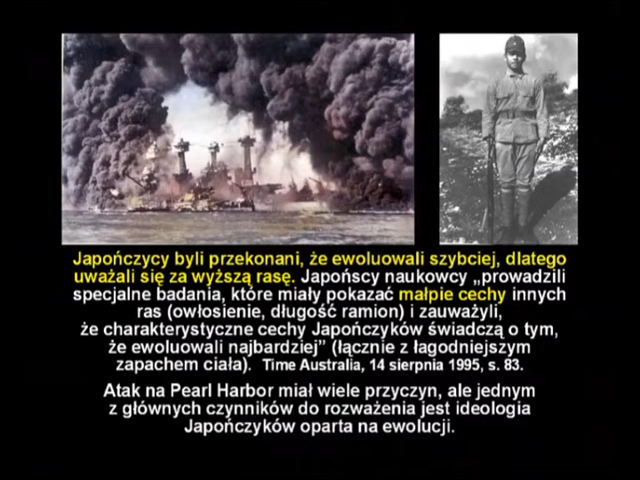 Japończycy byli przekonani, że ewoluowali szybciej, dlatego
uważali się za wyższą rasę. Japońscy naukowcy „prowadzili
specjalne badania, które miały pokazać małpie cechy innych
ras (owłosienie, długość ramion) i zauważyli,
że charakterystyczne cechy Japończyków świadczą o tym,
że ewoluowali najbardziej” (łącznie z łagodniejszym
zapachem ciała). Time Australia, 14 sierpnia 1995, s. 83.
Atak na Pearl Harbor miał wiele przyczyn, ale jednym
z głównych czynników do rozważenia jest ideologia
Japończyków oparta na ewolucji.